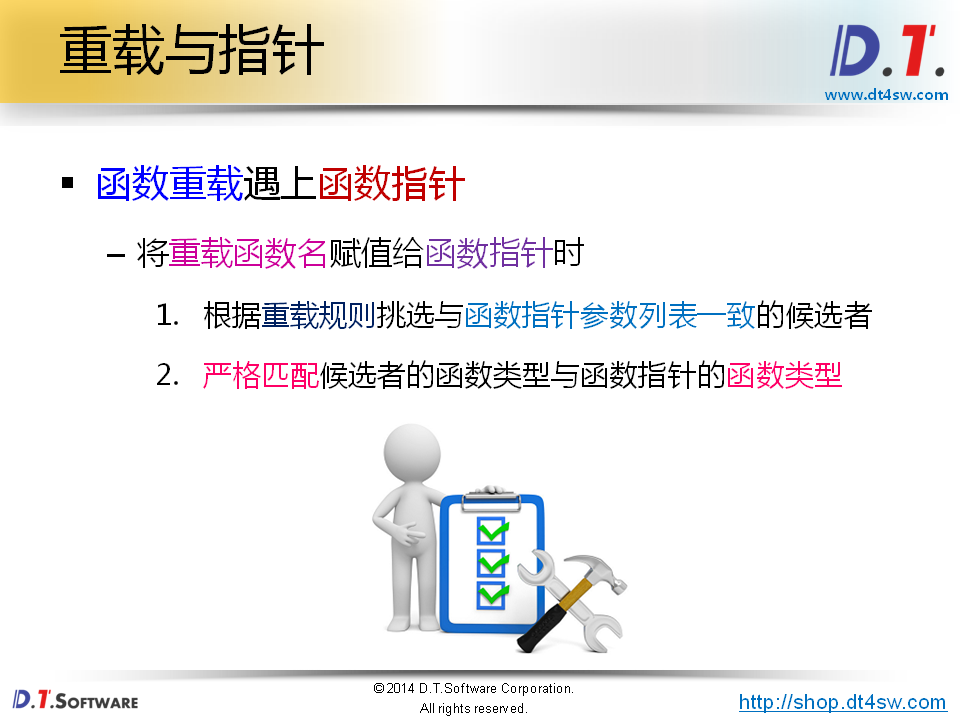 重载与指针
D.T.
www.dt4sw.com
▪ 函数重载遇上函数指针
– 将重载函数名赋值给函数指针时
1. 根据重载规则挑选与函数指针参数列表一致的候选者
2. 严格匹配候选者的函数类型与函数指针的函数类型
D.T.SOFTWARE
©2014 D.T.Software Corporation.
All rights reserved.
http://shop.dt4sw.com